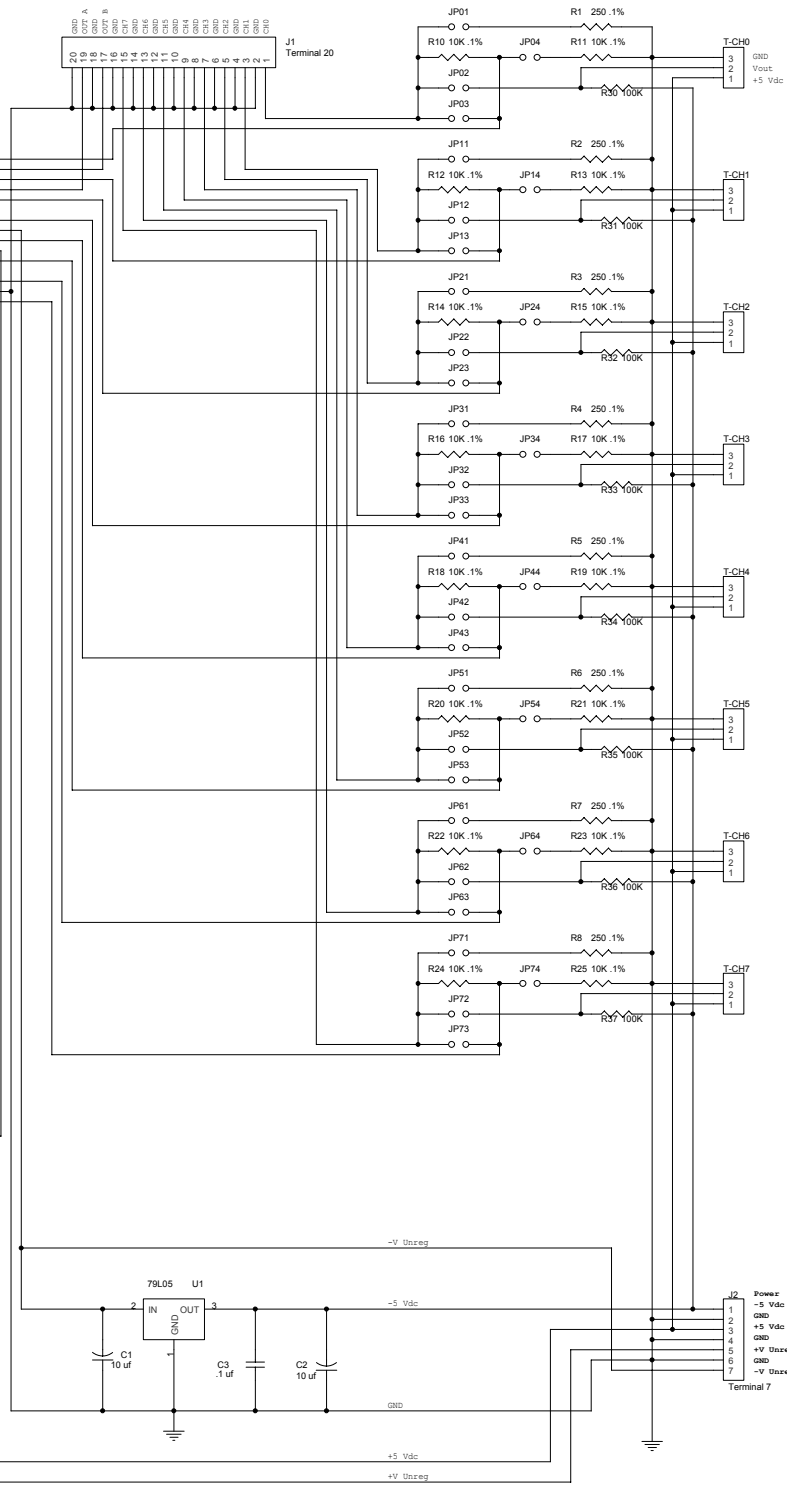 GND
OUT A
GND
OUT B
GND
CH7
GND
CH6
GND
CH5
GND
CH4
GND
CH3
GND
CH2
GND
CH1
GND
CH0
20 19 18 17 16 15 14 13 12 11 10 9 8 7 6 5 4 3 2 1
J1
Terminal 20
JP01 R1 250 .1%
R10 10K .1% JP04 R11 10K .1%
JP02
R30 100K
JP03
T-CH0
3 GND
2 Vout
1 +5 Vdc
JP11 R2 250 .1%
R12 10K .1% JP14 R13 10K .1%
JP12
R31 100K
JP13
T-CH1
3
2
1
JP21 R3 250 .1%
R14 10K .1% JP24 R15 10K .1%
JP22
R32 100K
JP23
T-CH2
3
2
1
JP31 R4 250 .1%
R16 10K .1% JP34 R17 10K .1%
JP32
R33 100K
JP33
T-CH3
3
2
1
JP41 R5 250 .1%
R18 10K .1% JP44 R19 10K .1%
JP42
R34 100K
JP43
T-CH4
3
2
1
JP51 R6 250 .1%
R20 10K .1% JP54 R21 10K .1%
JP52
R35 100K
JP53
T-CH5
3
2
1
JP61 R7 250 .1%
R22 10K .1% JP64 R23 10K .1%
JP62
R36 100K
JP63
T-CH6
3
2
1
JP71 R8 250 .1%
R24 10K .1% JP74 R25 10K .1%
JP72
R37 100K
JP73
T-CH7
3
2
1
-V Unreg
79L05 U1
2 IN OUT 3
GND
1
-5 Vdc
C1
10 uf
C3
.1 uf
C2
10 uf
GND
+5 Vdc
+V Unreg
J2 Power
1 -5 Vdc
2 GND
3 +5 Vdc
4 GND
5 +V Unre
6 GND
7 -V Unre
Terminal 7